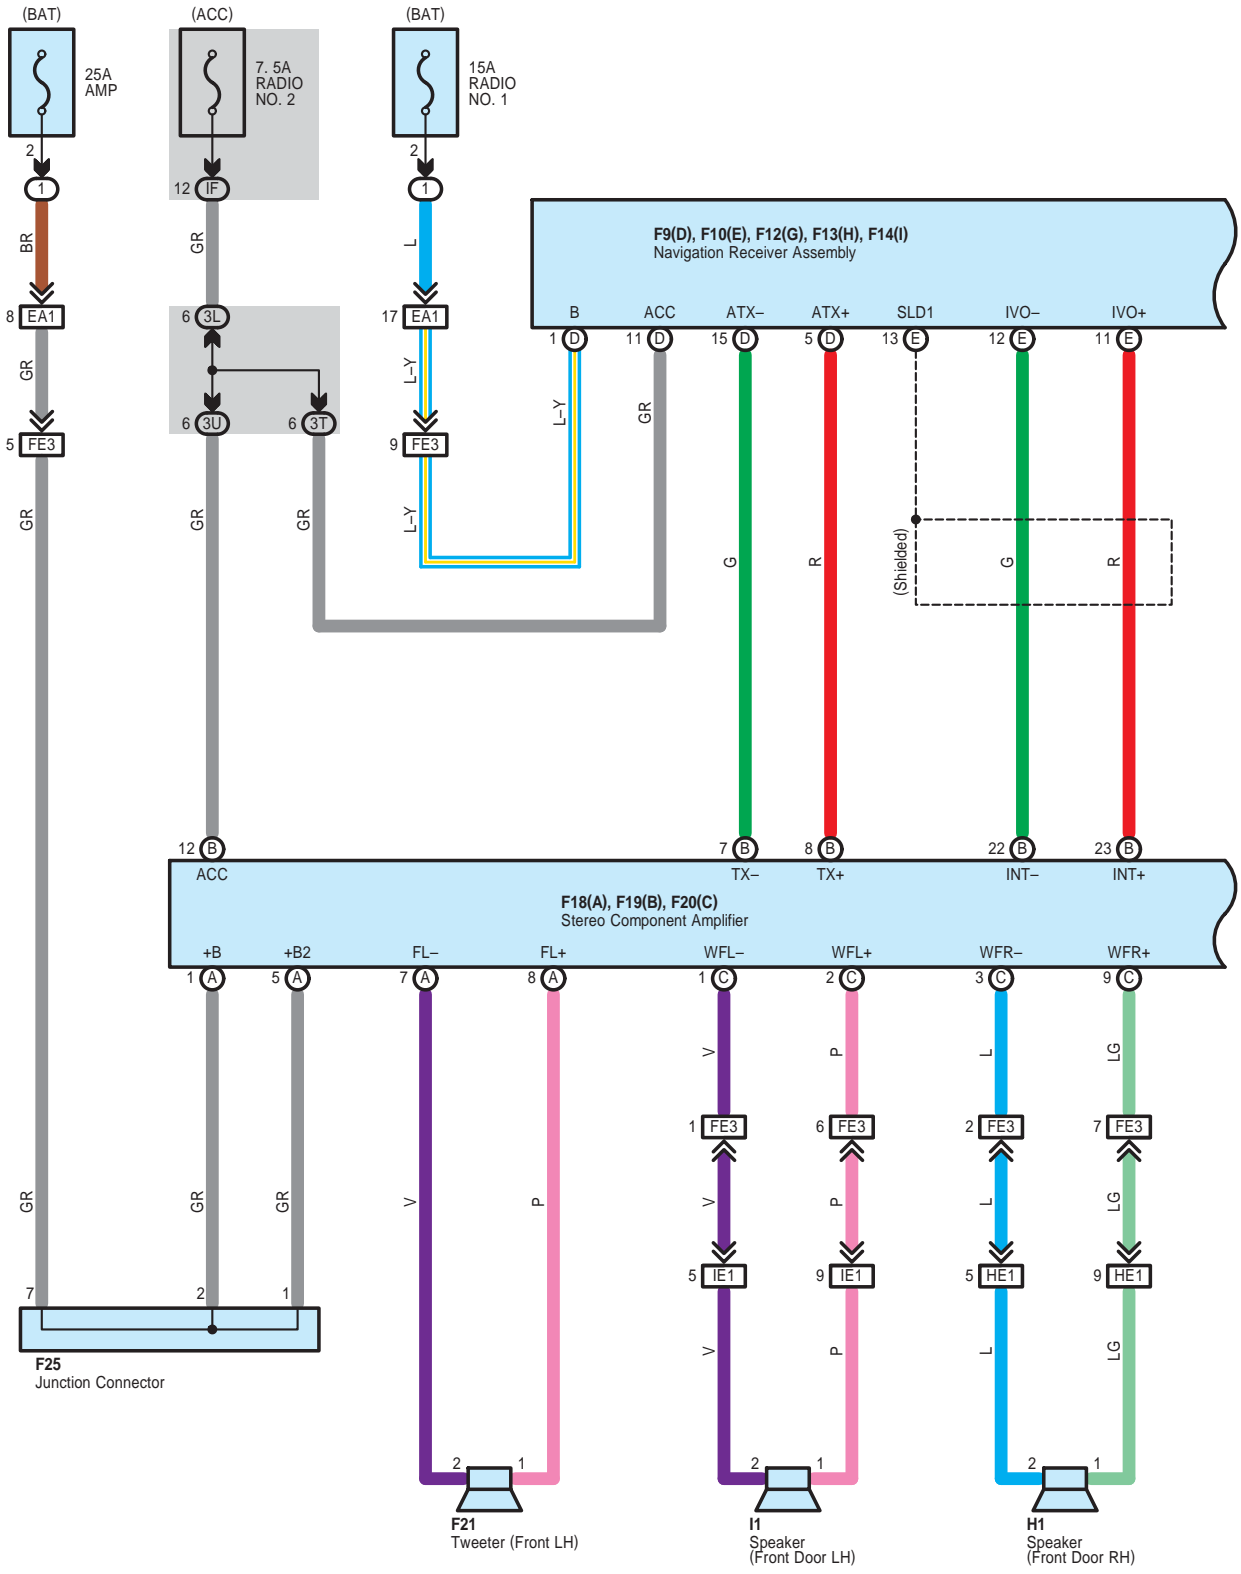 (BAT)
(ACC)
(BAT)
25A
AMP
7. 5A
RADIO
NO. 2
15A
RADIO
NO. 1
2
2
1
12 IF
1
BR
GR
L
F9(D), F10(E), F12(G), F13(H), F14(I)
Navigation Receiver Assembly
B
ACC
ATX–
ATX+
SLD1
IVO–
IVO+
8 EA1
6 3L
17 EA1
1 D
11 D
15 D
5 D
13 E
12 E
11 E
GR
L–Y
L–Y
GR
5 FE3
6 3U
6 3T
9 FE3
GR
GR
GR
L–Y
G
R
(Shielded)
G
R
12 B
7 B
8 B
22 B
23 B
ACC
TX–
TX+
INT–
INT+
F18(A), F19(B), F20(C)
Stereo Component Amplifier
+B
+B2
FL–
FL+
WFL–
WFL+
WFR–
WFR+
1 A
5 A
7 A
8 A
1 C
2 C
3 C
9 C
V
P
L
LG
1 FE3
6 FE3
2 FE3
7 FE3
GR
GR
GR
V
P
V
P
L
LG
5 IE1
9 IE1
5 HE1
9 HE1
7
2
1
V
P
L
LG
F25
Junction Connector
2
1
2
1
2
1
F21
Tweeter (Front LH)
I1
Speaker
(Front Door LH)
H1
Speaker
(Front Door RH)